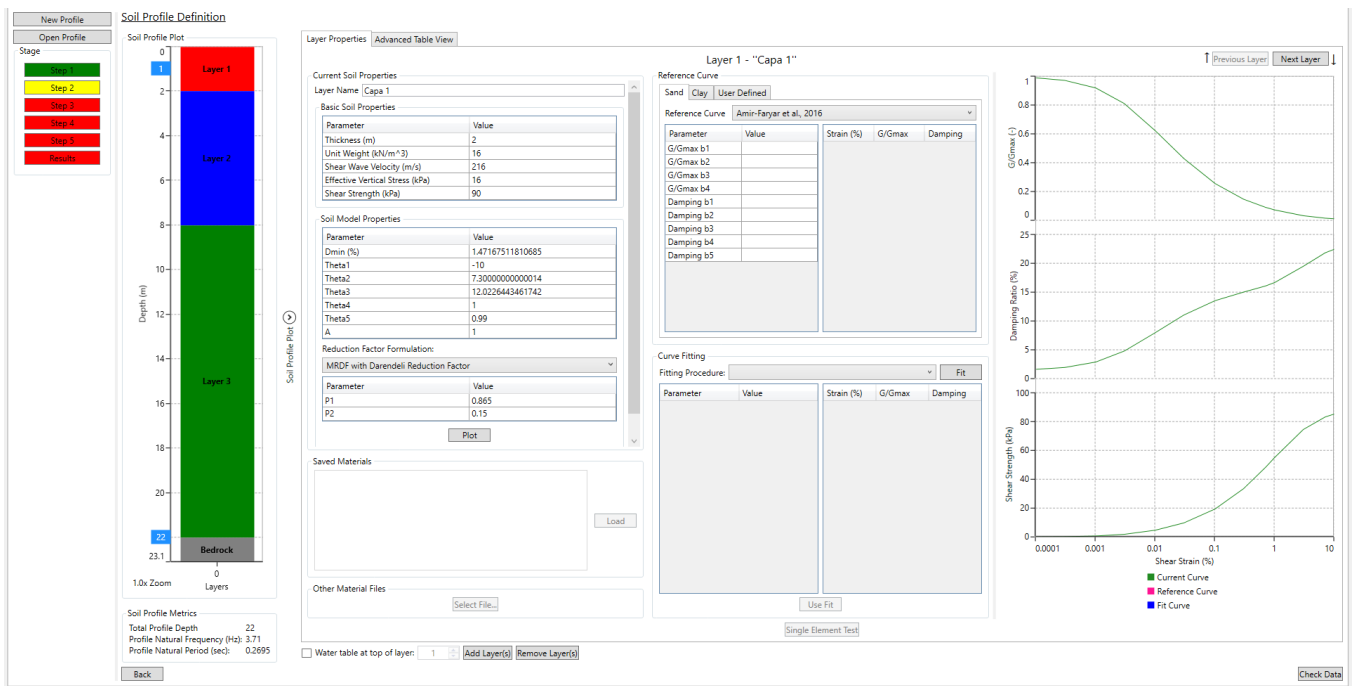 New Profile
Open Profile
Stage
Step 1
Step 2
Step 3
Step 4
Step 5
Results
Soil Profile Definition
Soil Profile Plot
0
1
2
4
6
8
10
12
14
16
18
20
22
23.1
Depth (m)
Layer 1
Layer 2
Layer 3
Bedrock
0
1.0x Zoom
Layers
Soil Profile Metrics
Total Profile Depth 22
Profile Natural Frequency (Hz): 3.71
Profile Natural Period (sec): 0.2695
Back
Soil Profile Plot
Layer Properties Advanced Table View
Layer 1 - "Capa 1"
Previous Layer Next Layer
Current Soil Properties
Layer Name Capa 1
Basic Soil Properties
Parameter Value
Thickness (m) 2
Unit Weight (kN/m^3) 16
Shear Wave Velocity (m/s) 216
Effective Vertical Stress (kPa) 16
Shear Strength (kPa) 90
Soil Model Properties
Parameter Value
Dmin (%) 1.47167511810685
Theta1 -10
Theta2 7.30000000000014
Theta3 12.0226443461742
Theta4 1
Theta5 0.99
A 1
Reduction Factor Formulation:
MRDF with Darendeli Reduction Factor
Parameter Value
P1 0.865
P2 0.15
Plot
Saved Materials
Load
Other Material Files
Select File...
Water table at top of layer: 1 Add Layer(s) Remove Layer(s)
Reference Curve
Sand Clay User Defined
Reference Curve Amir-Faryar et al., 2016
Parameter Value Strain (%) G/Gmax Damping
G/Gmax b1
G/Gmax b2
G/Gmax b3
G/Gmax b4
Damping b1
Damping b2
Damping b3
Damping b4
Damping b5
Curve Fitting
Fitting Procedure: Fit
Parameter Value Strain (%) G/Gmax Damping
Use Fit
Single Element Test
G/Gmax (-)
1
0.8
0.6
0.4
0.2
0
Damping Ratio (%)
25
20
15
10
5
0
Shear Strength (kPa)
100
80
60
40
20
0
0.0001 0.001 0.01 0.1 1 10
Shear Strain (%)
Current Curve
Reference Curve
Fit Curve
Check Data